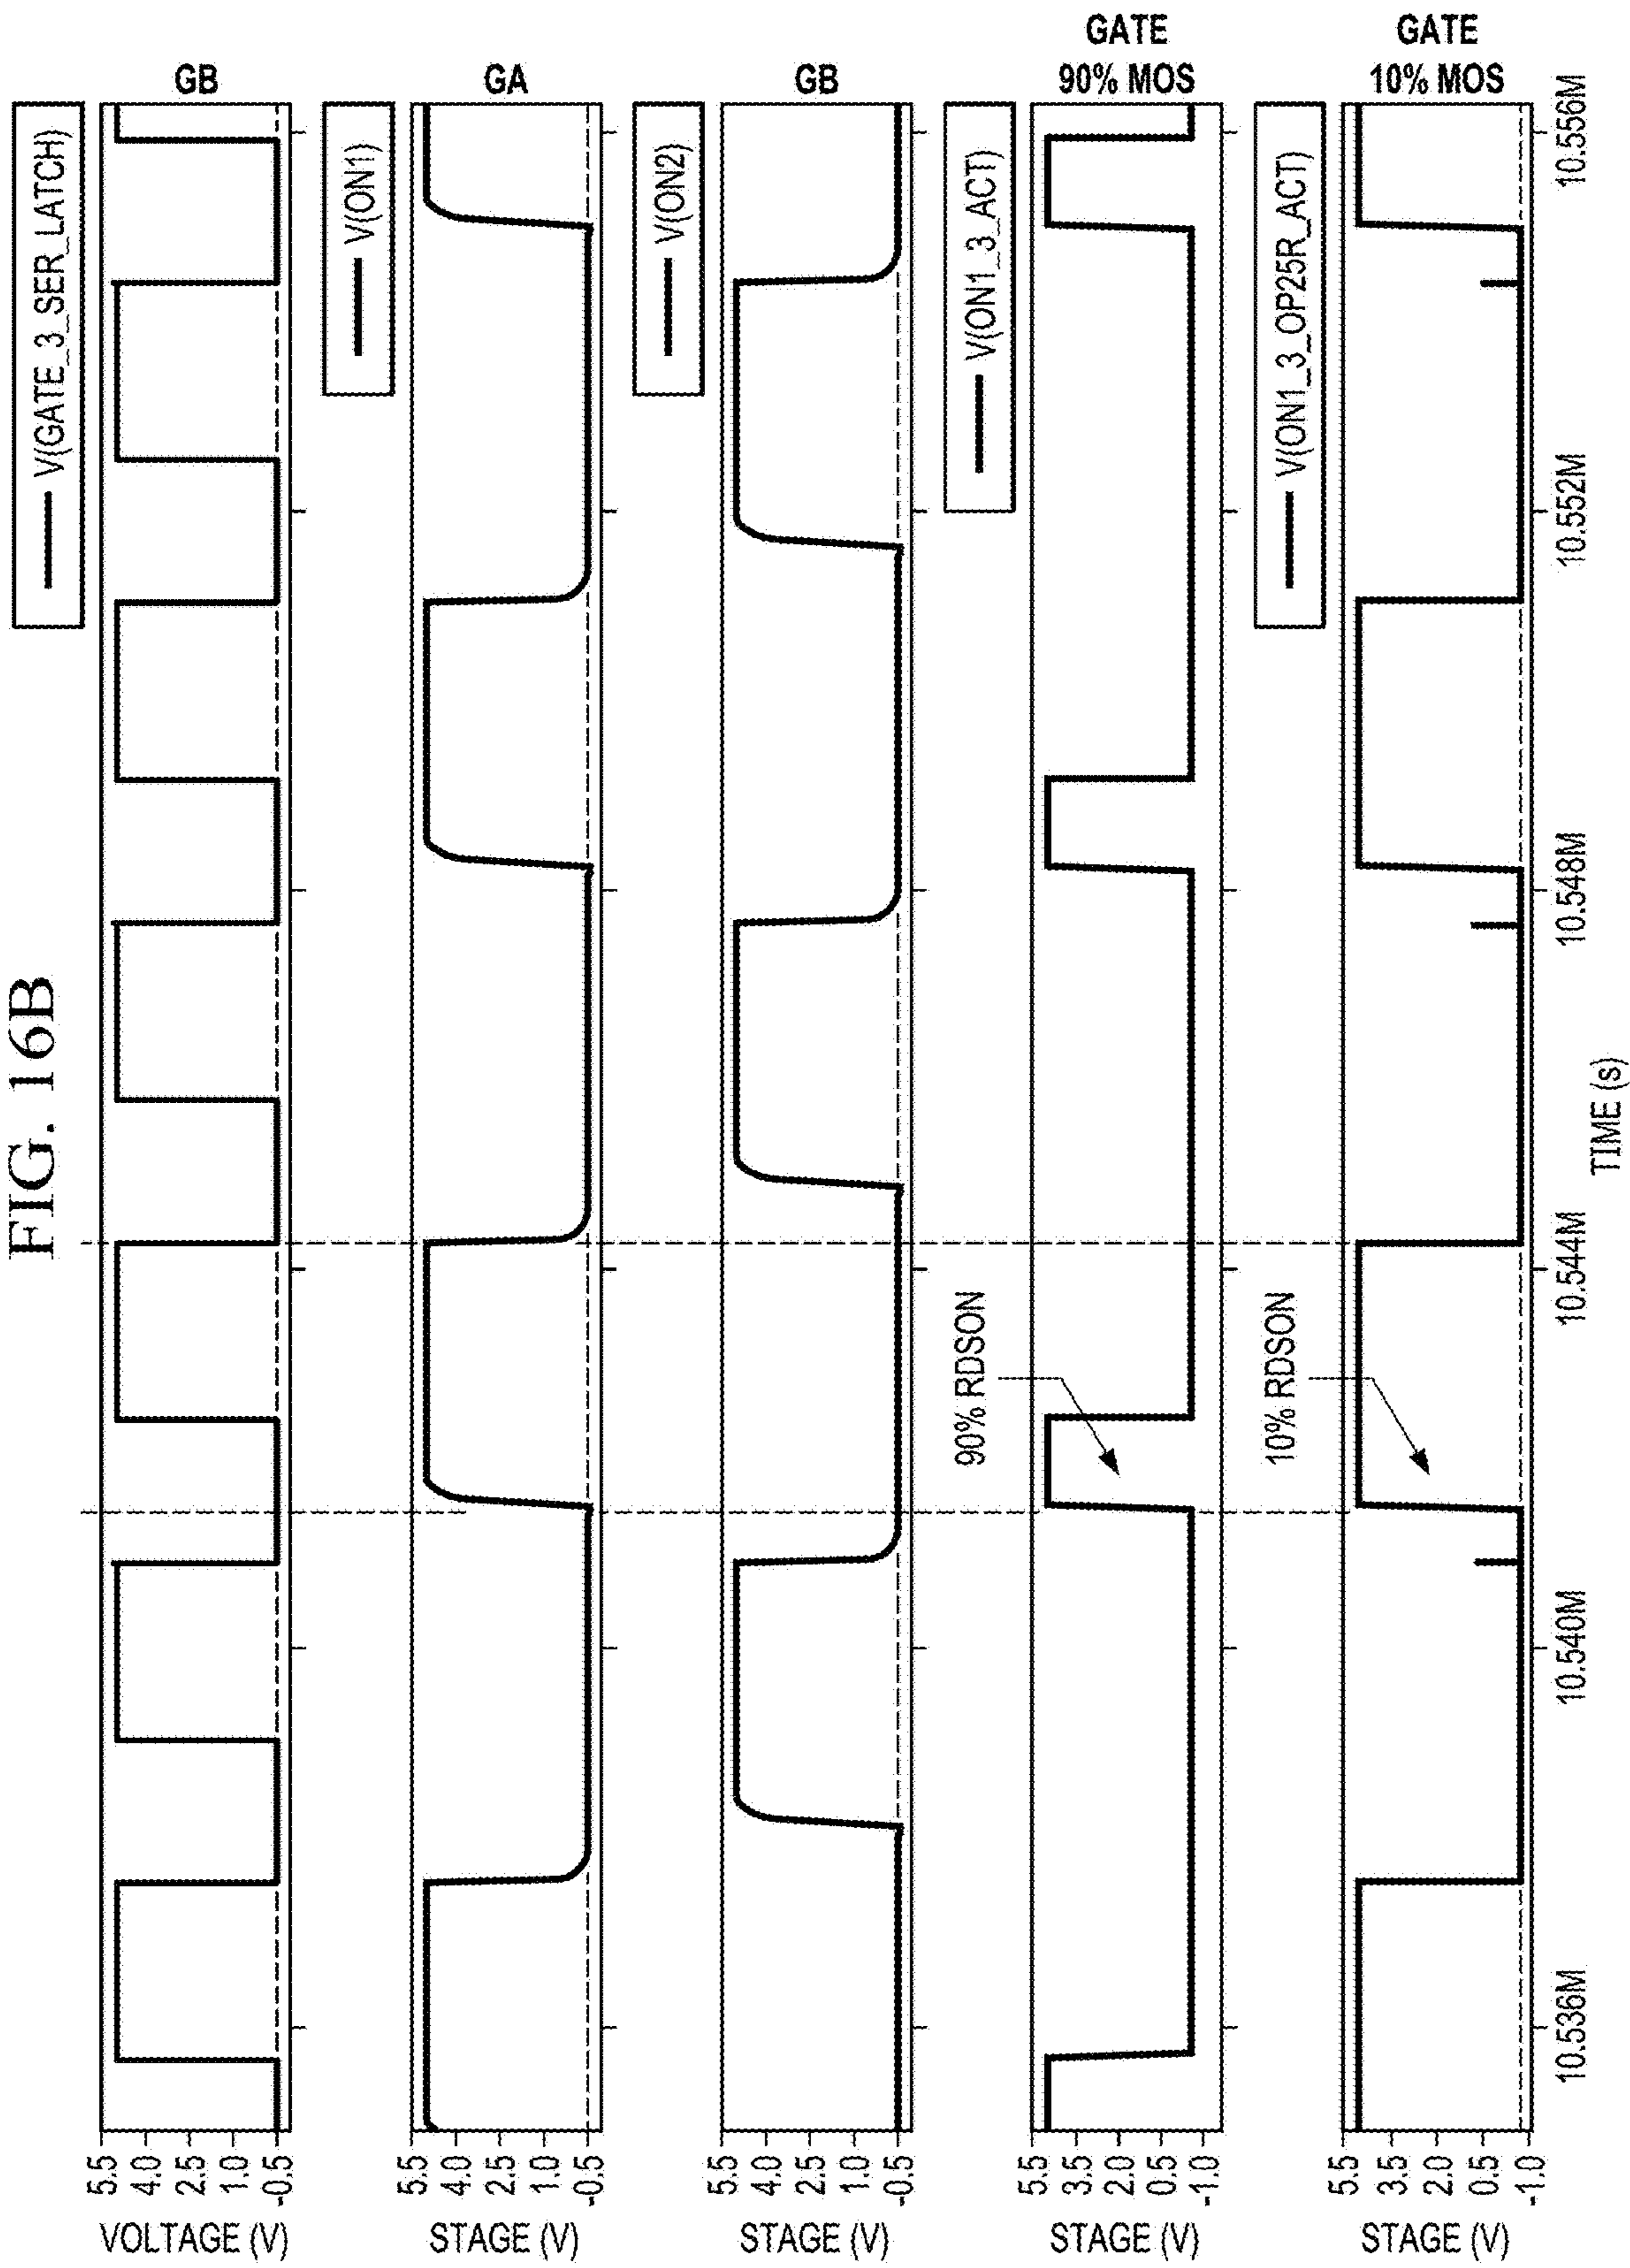 FIG. 16B
V(GATE_3_SER_LATCH)
GB
VOLTAGE (V)
5.5
4.0
2.5
1.0
-0.5
V(ON1)
GA
STAGE (V)
5.5
4.0
2.5
1.0
-0.5
V(ON2)
GB
STAGE (V)
5.5
4.0
2.5
1.0
-0.5
V(ON1_3_ACT)
GATE
90% MOS
90% RDSON
STAGE (V)
5.5
3.5
2.0
0.5
-1.0
V(ON1_3_OP25R_ACT)
GATE
10% MOS
10% RDSON
STAGE (V)
5.5
3.5
2.0
0.5
-1.0
10.536M
10.540M
10.544M
10.548M
10.552M
10.556M
TIME (s)